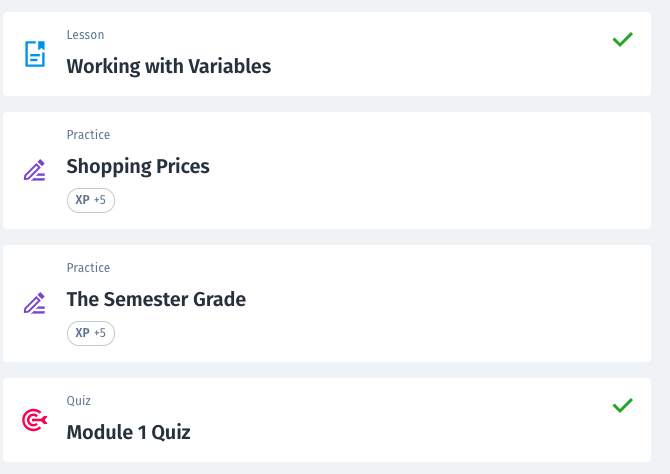 Lesson
Working with Variables
Practice
Shopping Prices
XP +5
Practice
The Semester Grade
XP +5
Quiz
Module 1 Quiz